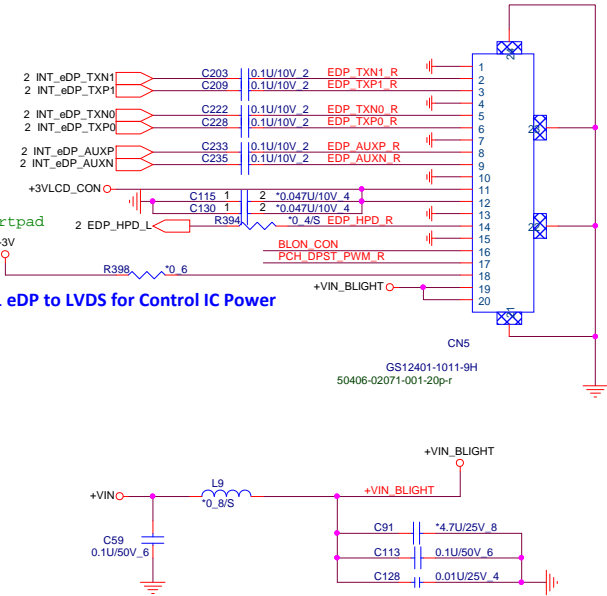 24
2 INT_eDP_TXN1 C203 0.1U/10V_2 EDP_TXN1_R 1
2 INT_eDP_TXP1 C209 0.1U/10V_2 EDP_TXP1_R 2
3
4
2 INT_eDP_TXN0 C222 0.1U/10V_2 EDP_TXN0_R 5
2 INT_eDP_TXP0 C228 0.1U/10V_2 EDP_TXP0_R 6
23
7
2 INT_eDP_AUXP C233 0.1U/10V_2 EDP_AUXP_R 8
2 INT_eDP_AUXN C235 0.1U/10V_2 EDP_AUXN_R 9
10
+3VLCD_CON 11
C115 1 2 *0.047U/10V_4 12
C130 1 2 *0.047U/10V_4 13
rtpad
2 EDP_HPD_L R394 *0_4/S EDP_HPD_R 14
22
15
-3V
BLON_CON 16
PCH_DPST_PWM_R 17
R398 *0_6 18
+VIN_BLIGHT 19
20
eDP to LVDS for Control IC Power
21
CN5
GS12401-1011-9H
50406-02071-001-20p-r
+VIN_BLIGHT
L9
+VIN +VIN_BLIGHT
*0_8/S
C59
0.1U/50V_6
C91 *4.7U/25V_8
C113 0.1U/50V_6
C128 0.01U/25V_4